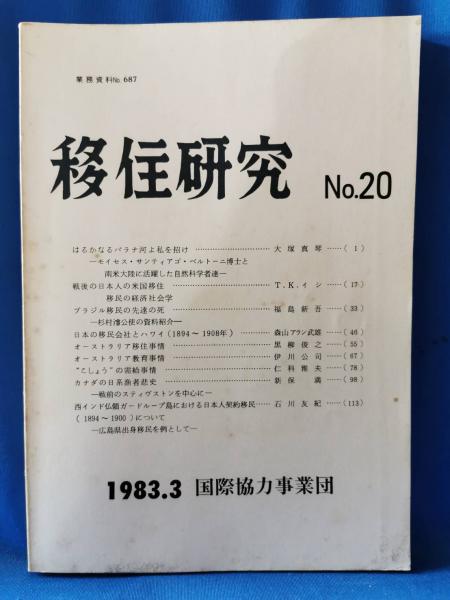 業務資料No.687
移住研究 No.20
はるかなるパラナ河よ私を招け …………………… 大塚真琴 ……( 1 )
―モイセス・サンティアゴ・ベルトーニ博士と
南米大陸に活躍した自然科学者達―
戦後の日本人の米国移住 …………………… T.K.イシ ……( 17 )
移民の経済社会学
ブラジル移民の先達の死 …………………… 福島新吾 ……( 33 )
―杉村濬公使の資料紹介―
日本の移民会社とハワイ(1894〜1908年) ………… 森山アラン武雄 ……( 46 )
オーストラリア移住事情 …………………… 黒柳俊之 ……( 55 )
オーストラリア教育事情 …………………… 伊川公司 ……( 67 )
"こしょう"の需給事情 …………………… 仁科雅夫 ……( 78 )
カナダの日系漁者悲史 …………………… 新保満 ……( 98 )
―戦前のスティヴストンを中心に―
西インド仏領ガードループ島における日本人契約移民…… 石川友紀 ……(113)
(1894〜1900)について
―広島県出身移民を例として―
1983.3 国際協力事業団